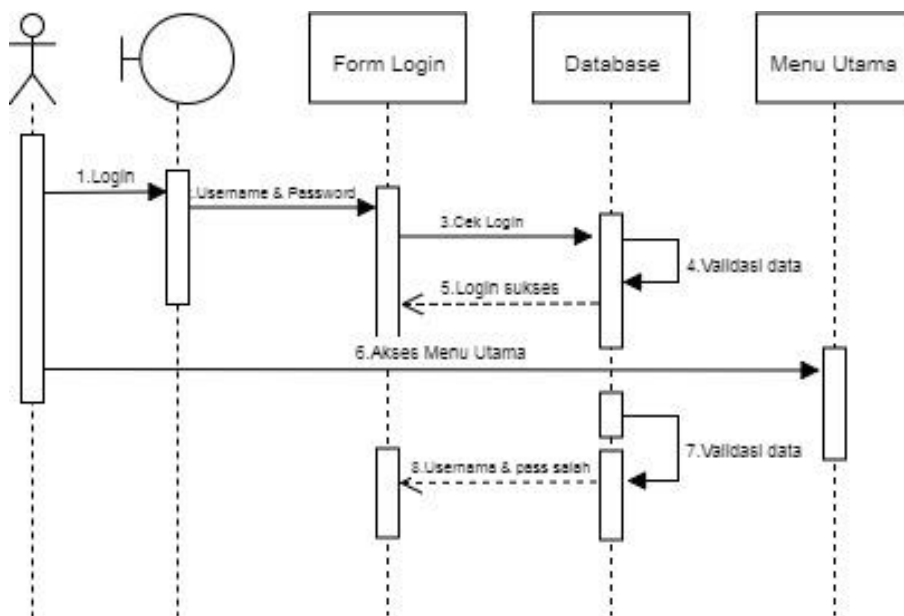 Form Login
Database
Menu Utama
1.Login
Username & Password
3.Cek Login
4.Validasi data
5.Login sukses
6.Akses Menu Utama
7.Validasi data
8.Username & pass salah